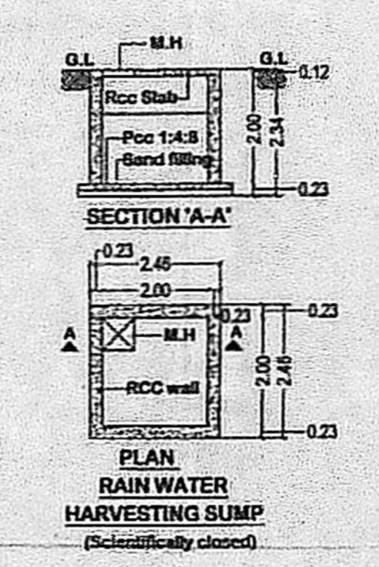 M.H
G.L
G.L
0.12
Rcc Slab
2.00
2.34
Pcc 1:4:8
Sand filling
0.23
SECTION 'A-A'
0.23
2.46
2.00
0.23
0.23
A
M.H
A
2.00
2.46
RCC wall
0.23
PLAN
RAIN WATER
HARVESTING SUMP
(Scientifically closed)